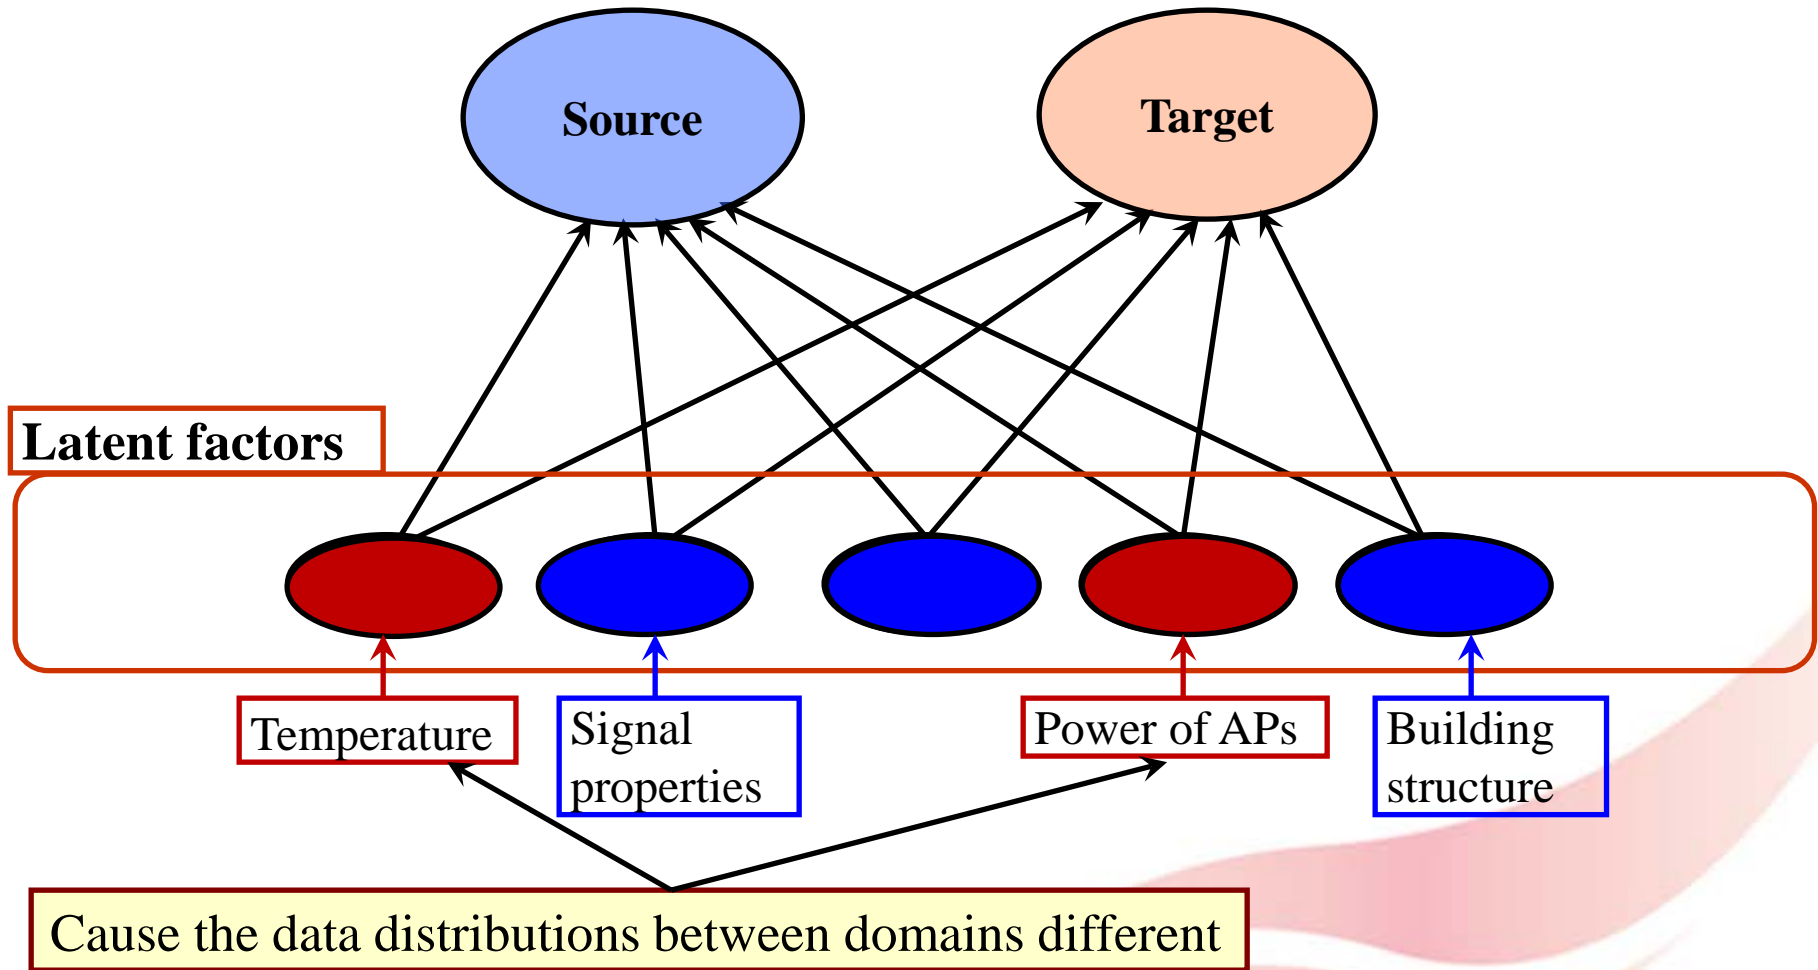 Source
Target
Latent factors
Temperature
Signal
properties
Power of APs
Building
structure
Cause the data distributions between domains different